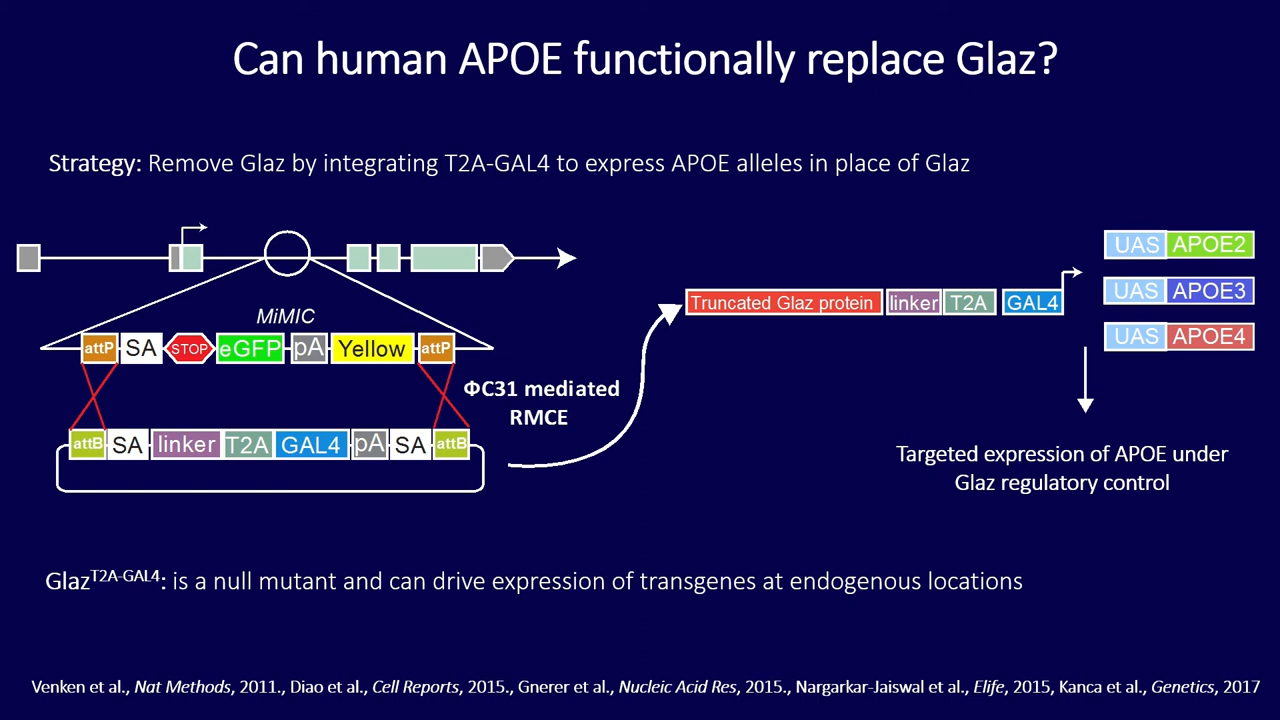 Can human APOE functionally replace Glaz?
Strategy: Remove Glaz by integrating T2A-GAL4 to express APOE alleles in place of Glaz
MiMIC
attP SA STOP eGFP pA Yellow attP
ΦC31 mediated
RMCE
attB SA linker T2A GAL4 pA SA attB
Truncated Glaz protein linker T2A GAL4
UAS APOE2
UAS APOE3
UAS APOE4
Targeted expression of APOE under
Glaz regulatory control
Glazᵀ²ᴬ⁻ᴳᴬᴸ⁴: is a null mutant and can drive expression of transgenes at endogenous locations
Venken et al., Nat Methods, 2011., Diao et al., Cell Reports, 2015., Gnerer et al., Nucleic Acid Res, 2015., Nargarkar-Jaiswal et al., Elife, 2015, Kanca et al., Genetics, 2017